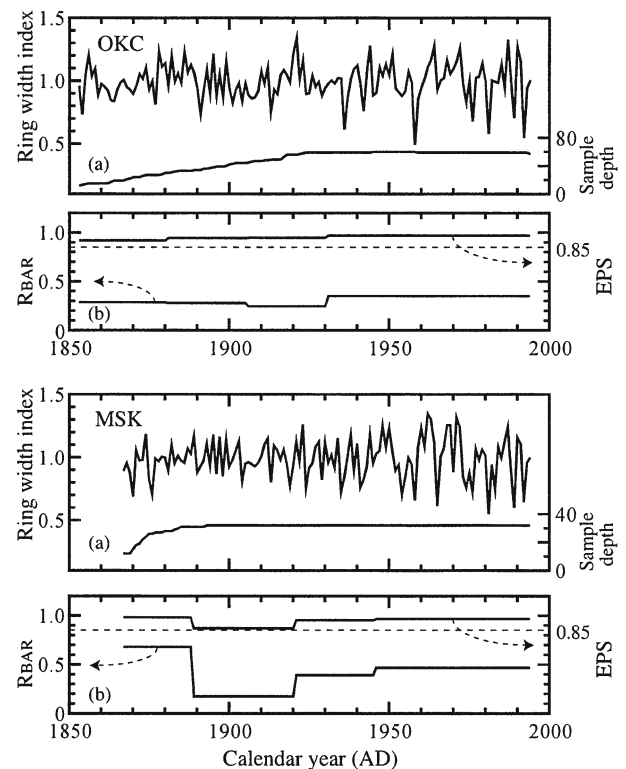 1.5
OKC
Ring width index
1.0
0.5
(a)
80
0
Sample depth
1.0
RBAR
0.5
0
(b)
0.85
EPS
1850 1900 1950 2000
1.5
MSK
Ring width index
1.0
0.5
(a)
40
0
Sample depth
1.0
RBAR
0.5
0.0
(b)
0.85
EPS
1850 1900 1950 2000
Calendar year (AD)